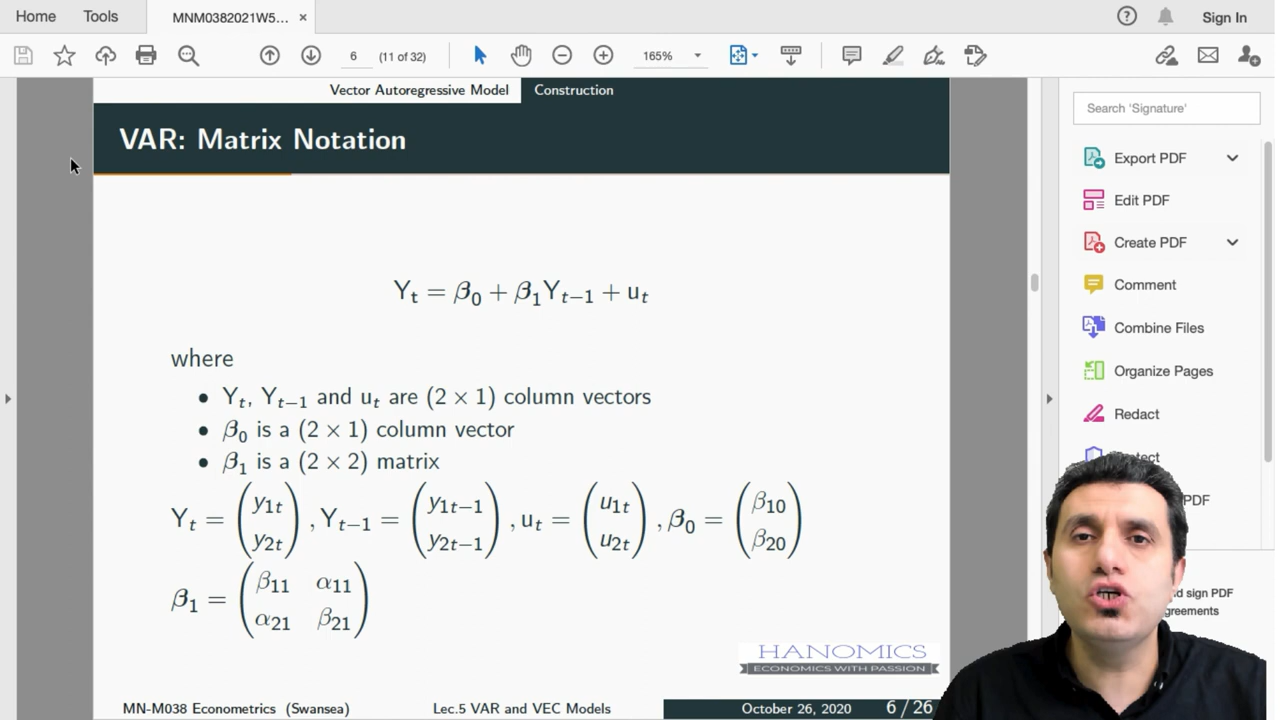 Home Tools MNM0382021W5... × Sign In
6 (11 of 32) 165%
Vector Autoregressive Model Construction
VAR: Matrix Notation
Yₜ = β₀ + β₁Yₜ₋₁ + uₜ
where
• Yₜ, Yₜ₋₁ and uₜ are (2 × 1) column vectors
• β₀ is a (2 × 1) column vector
• β₁ is a (2 × 2) matrix
Yₜ = (y₁ₜ y₂ₜ), Yₜ₋₁ = (y₁ₜ₋₁ y₂ₜ₋₁), uₜ = (u₁ₜ u₂ₜ), β₀ = (β₁₀ β₂₀)
β₁ = (β₁₁ α₁₁ α₂₁ β₂₁)
HANOMICS
ECONOMICS WITH PASSION
MN-M038 Econometrics (Swansea) Lec.5 VAR and VEC Models October 26, 2020 6 / 26
Search 'Signature'
Export PDF
Edit PDF
Create PDF
Comment
Combine Files
Organize Pages
Redact
PDF
sign PDF